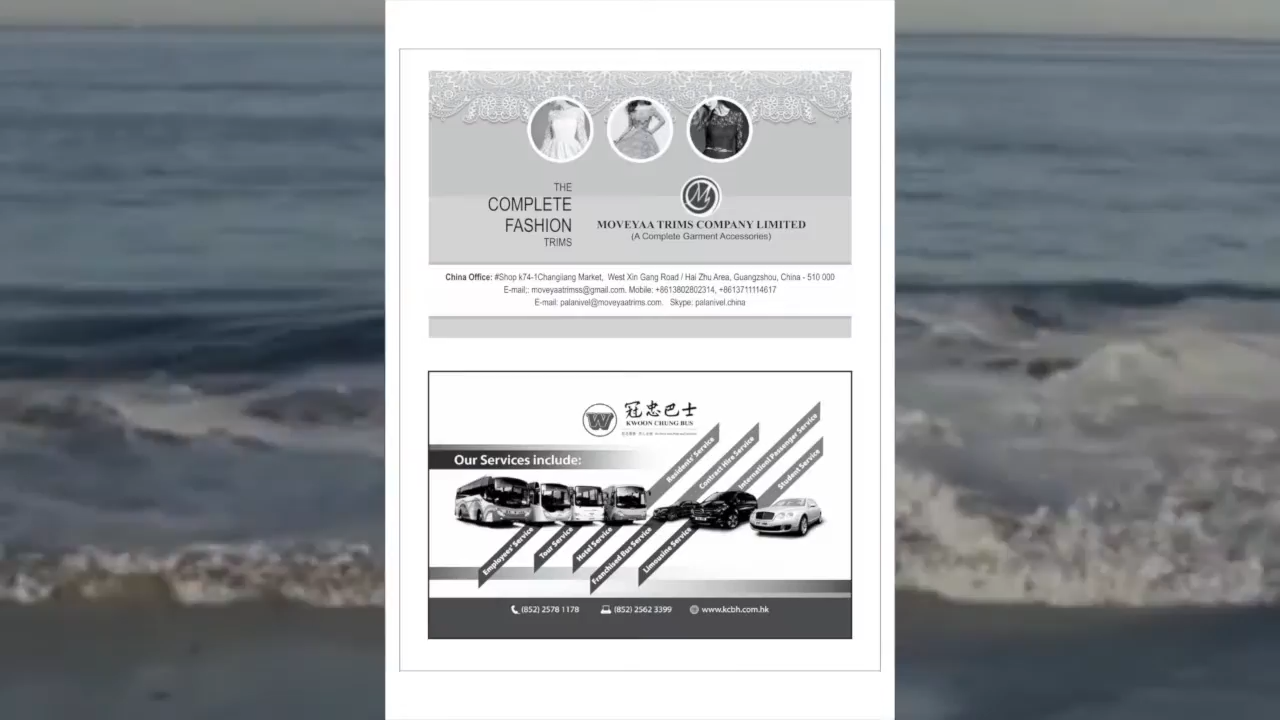 THE
COMPLETE
FASHION
TRIMS
M
MOVEYAA TRIMS COMPANY LIMITED
(A Complete Garment Accessories)
China Office: #Shop k74-1Changjiang Market, West Xin Gang Road / Hai Zhu Area, Guangzshou, China - 510 000
E-mail;: moveyaatrimss@gmail.com. Mobile: +8613802802314, +8613711114617
E-mail: palanivel@moveyaatrims.com. Skype: palanivel.china
W
冠忠巴士
KWOON CHUNG BUS
Our Services include:
Residents' Service
Contract Hire Service
Internationl Passenger Service
Student Service
Employees' Service
Tour Service
Hotel Service
Franchised Bus Service
Limousine Service
(852) 2578 1178
(852) 2562 3399
www.kcbh.com.hk